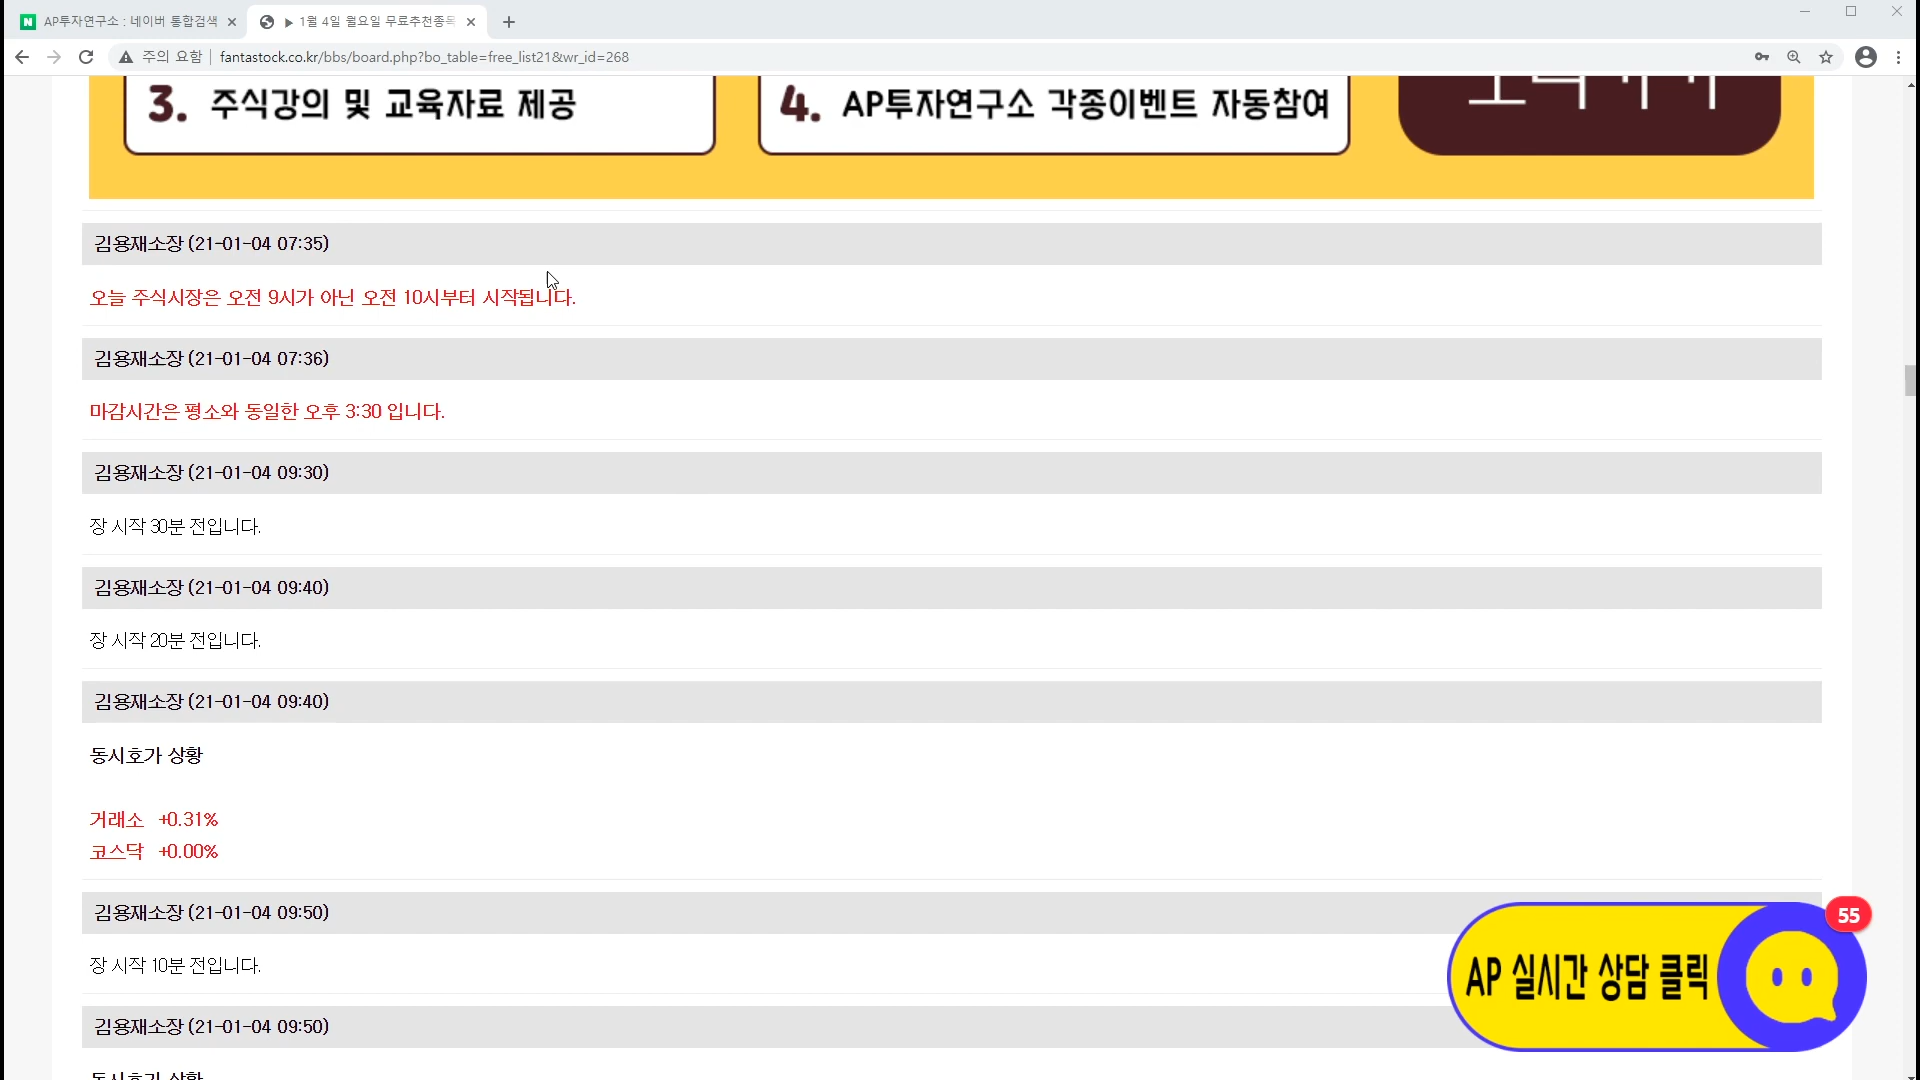 AP투자연구소 : 네이버 통합검색
▶ 1월 4일 월요일 무료추천종목
주의 요함
fantastock.co.kr/bbs/board.php?bo_table=free_list21&wr_id=268
3. 주식강의 및 교육자료 제공
4. AP투자연구소 각종이벤트 자동참여
김용재소장 (21-01-04 07:35)
오늘 주식시장은 오전 9시가 아닌 오전 10시부터 시작됩니다.
김용재소장 (21-01-04 07:36)
마감시간은 평소와 동일한 오후 3:30 입니다.
김용재소장 (21-01-04 09:30)
장 시작 30분 전입니다.
김용재소장 (21-01-04 09:40)
장 시작 20분 전입니다.
김용재소장 (21-01-04 09:40)
동시호가 상황
거래소 +0.31%
코스닥 +0.00%
김용재소장 (21-01-04 09:50)
장 시작 10분 전입니다.
김용재소장 (21-01-04 09:50)
동시호가 상황
55
AP 실시간 상담 클릭